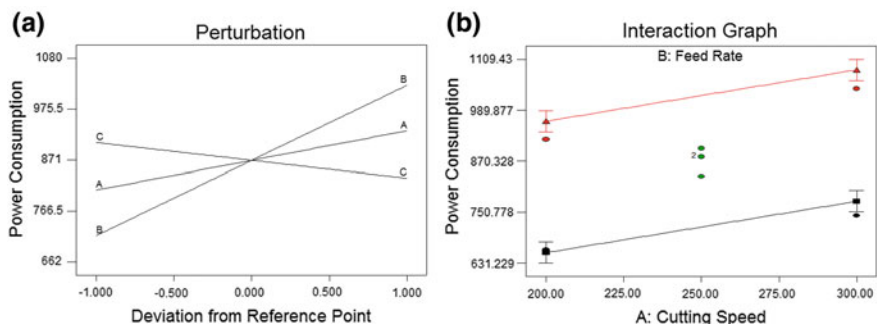 (a)
Perturbation
1080
975.5
871
766.5
662
Power Consumption
B
A
C
C
A
B
-1.000
-0.500
0.000
0.500
1.000
Deviation from Reference Point
(b)
Interaction Graph
B: Feed Rate
1109.43
989.877
870.328
750.778
631.229
Power Consumption
2
200.00
225.00
250.00
275.00
300.00
A: Cutting Speed